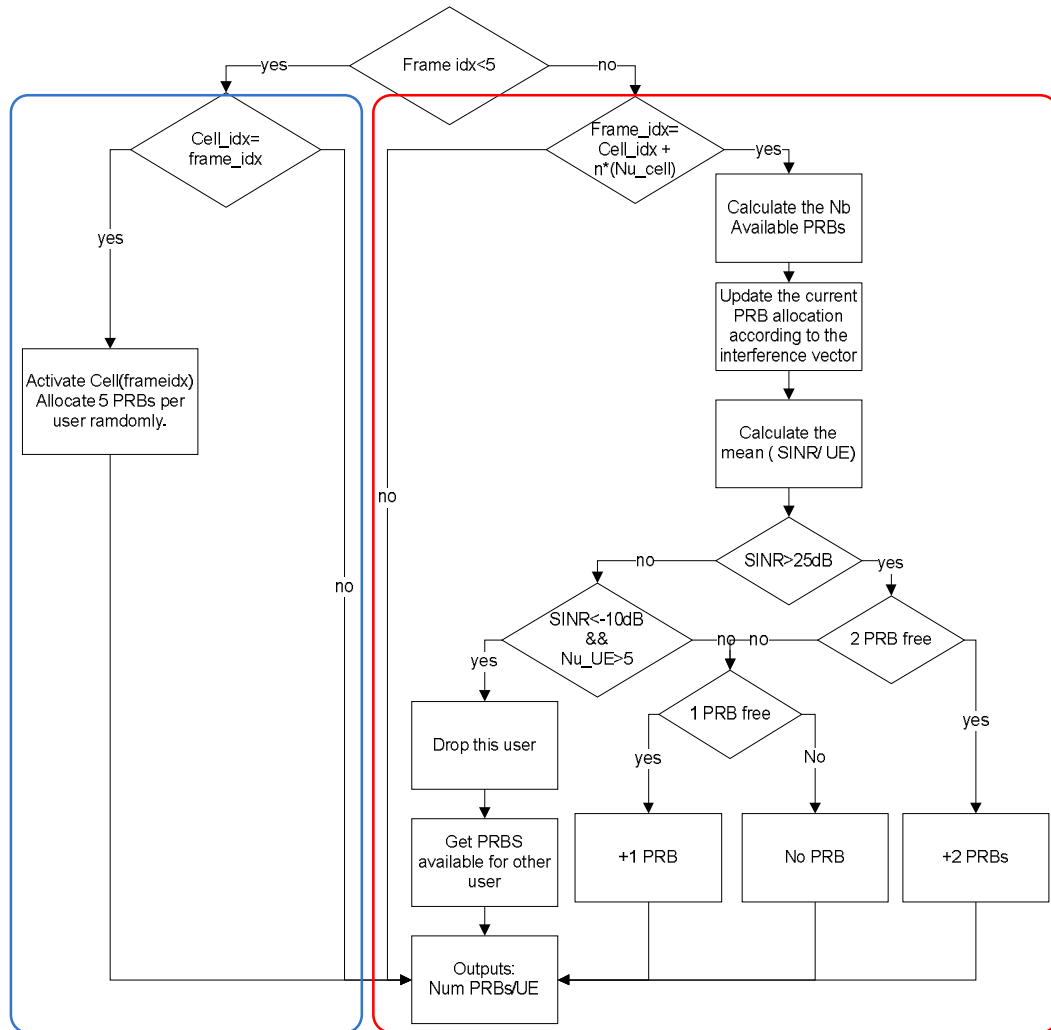 Frame idx<5
yes
no
Cell_idx=
frame_idx
Frame_idx=
Cell_idx +
n*(Nu_cell)
yes
yes
Calculate the Nb
Available PRBs
Update the current
PRB allocation
according to the
interference vector
Activate Cell(frameidx)
Allocate 5 PRBs per
user ramdomly.
Calculate the
mean ( SINR/ UE)
no
no
SINR>25dB
no
yes
SINR<-10dB
&&
Nu_UE>5
no
no
2 PRB free
yes
1 PRB free
yes
Drop this user
yes
No
Get PRBS
available for other
user
+1 PRB
No PRB
+2 PRBs
Outputs:
Num PRBs/UE